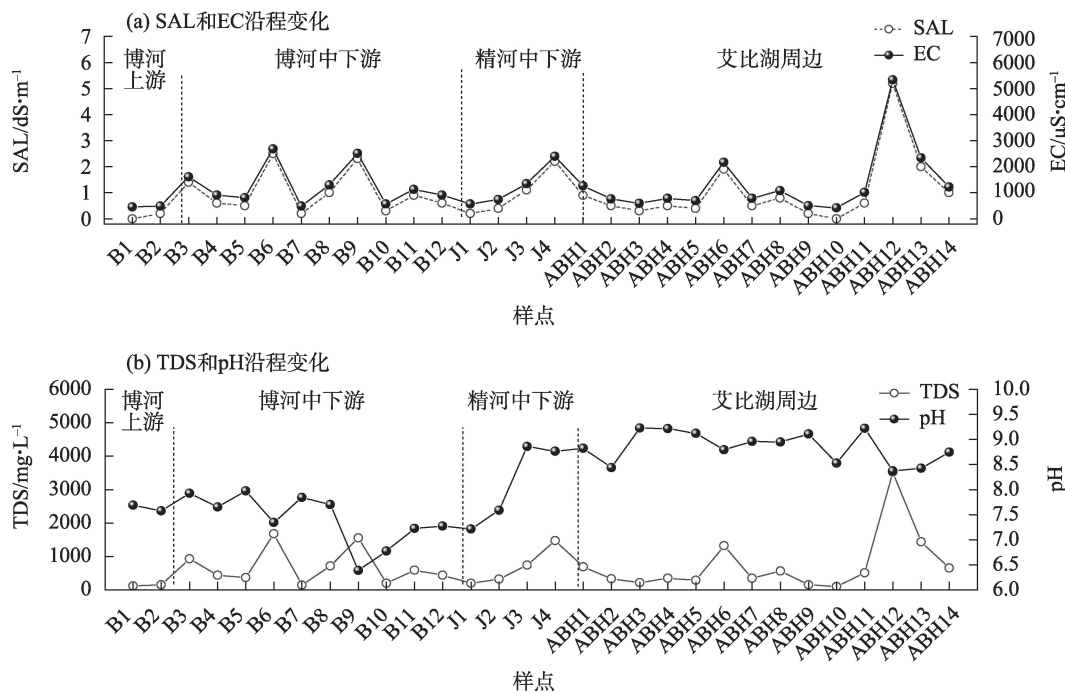 (a) SAL和EC沿程变化
SAL/dS·m⁻¹
7
6
5
4
3
2
1
0
博河
上游
博河中下游
精河中下游
艾比湖周边
SAL
EC
7000
6000
5000
4000
3000
2000
1000
0
EC/μS·cm⁻¹
B1 B2 B3 B4 B5 B6 B7 B8 B9 B10 B11 B12 J1 J2 J3 J4 ABH1 ABH2 ABH3 ABH4 ABH5 ABH6 ABH7 ABH8 ABH9 ABH10 ABH11 ABH12 ABH13 ABH14
样点
(b) TDS和pH沿程变化
TDS/mg·L⁻¹
6000
5000
4000
3000
2000
1000
0
博河
上游
博河中下游
精河中下游
艾比湖周边
TDS
pH
10.0
9.5
9.0
8.5
8.0
7.5
7.0
6.5
6.0
pH
B1 B2 B3 B4 B5 B6 B7 B8 B9 B10 B11 B12 J1 J2 J3 J4 ABH1 ABH2 ABH3 ABH4 ABH5 ABH6 ABH7 ABH8 ABH9 ABH10 ABH11 ABH12 ABH13 ABH14
样点